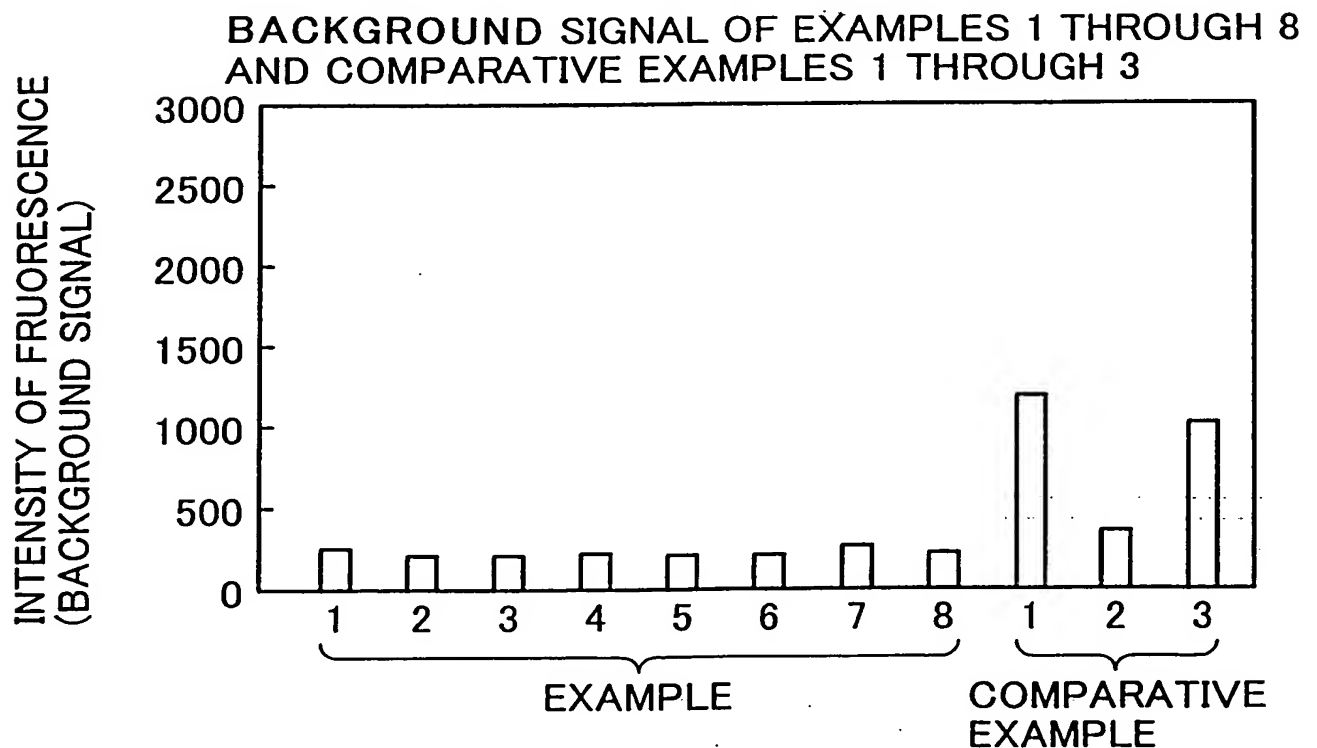 BACKGROUND SIGNAL OF EXAMPLES 1 THROUGH 8
AND COMPARATIVE EXAMPLES 1 THROUGH 3
INTENSITY OF FRUORESCENCE
(BACKGROUND SIGNAL)
3000
2500
2000
1500
1000
500
0
1 2 3 4 5 6 7 8 1 2 3
EXAMPLE
COMPARATIVE
EXAMPLE